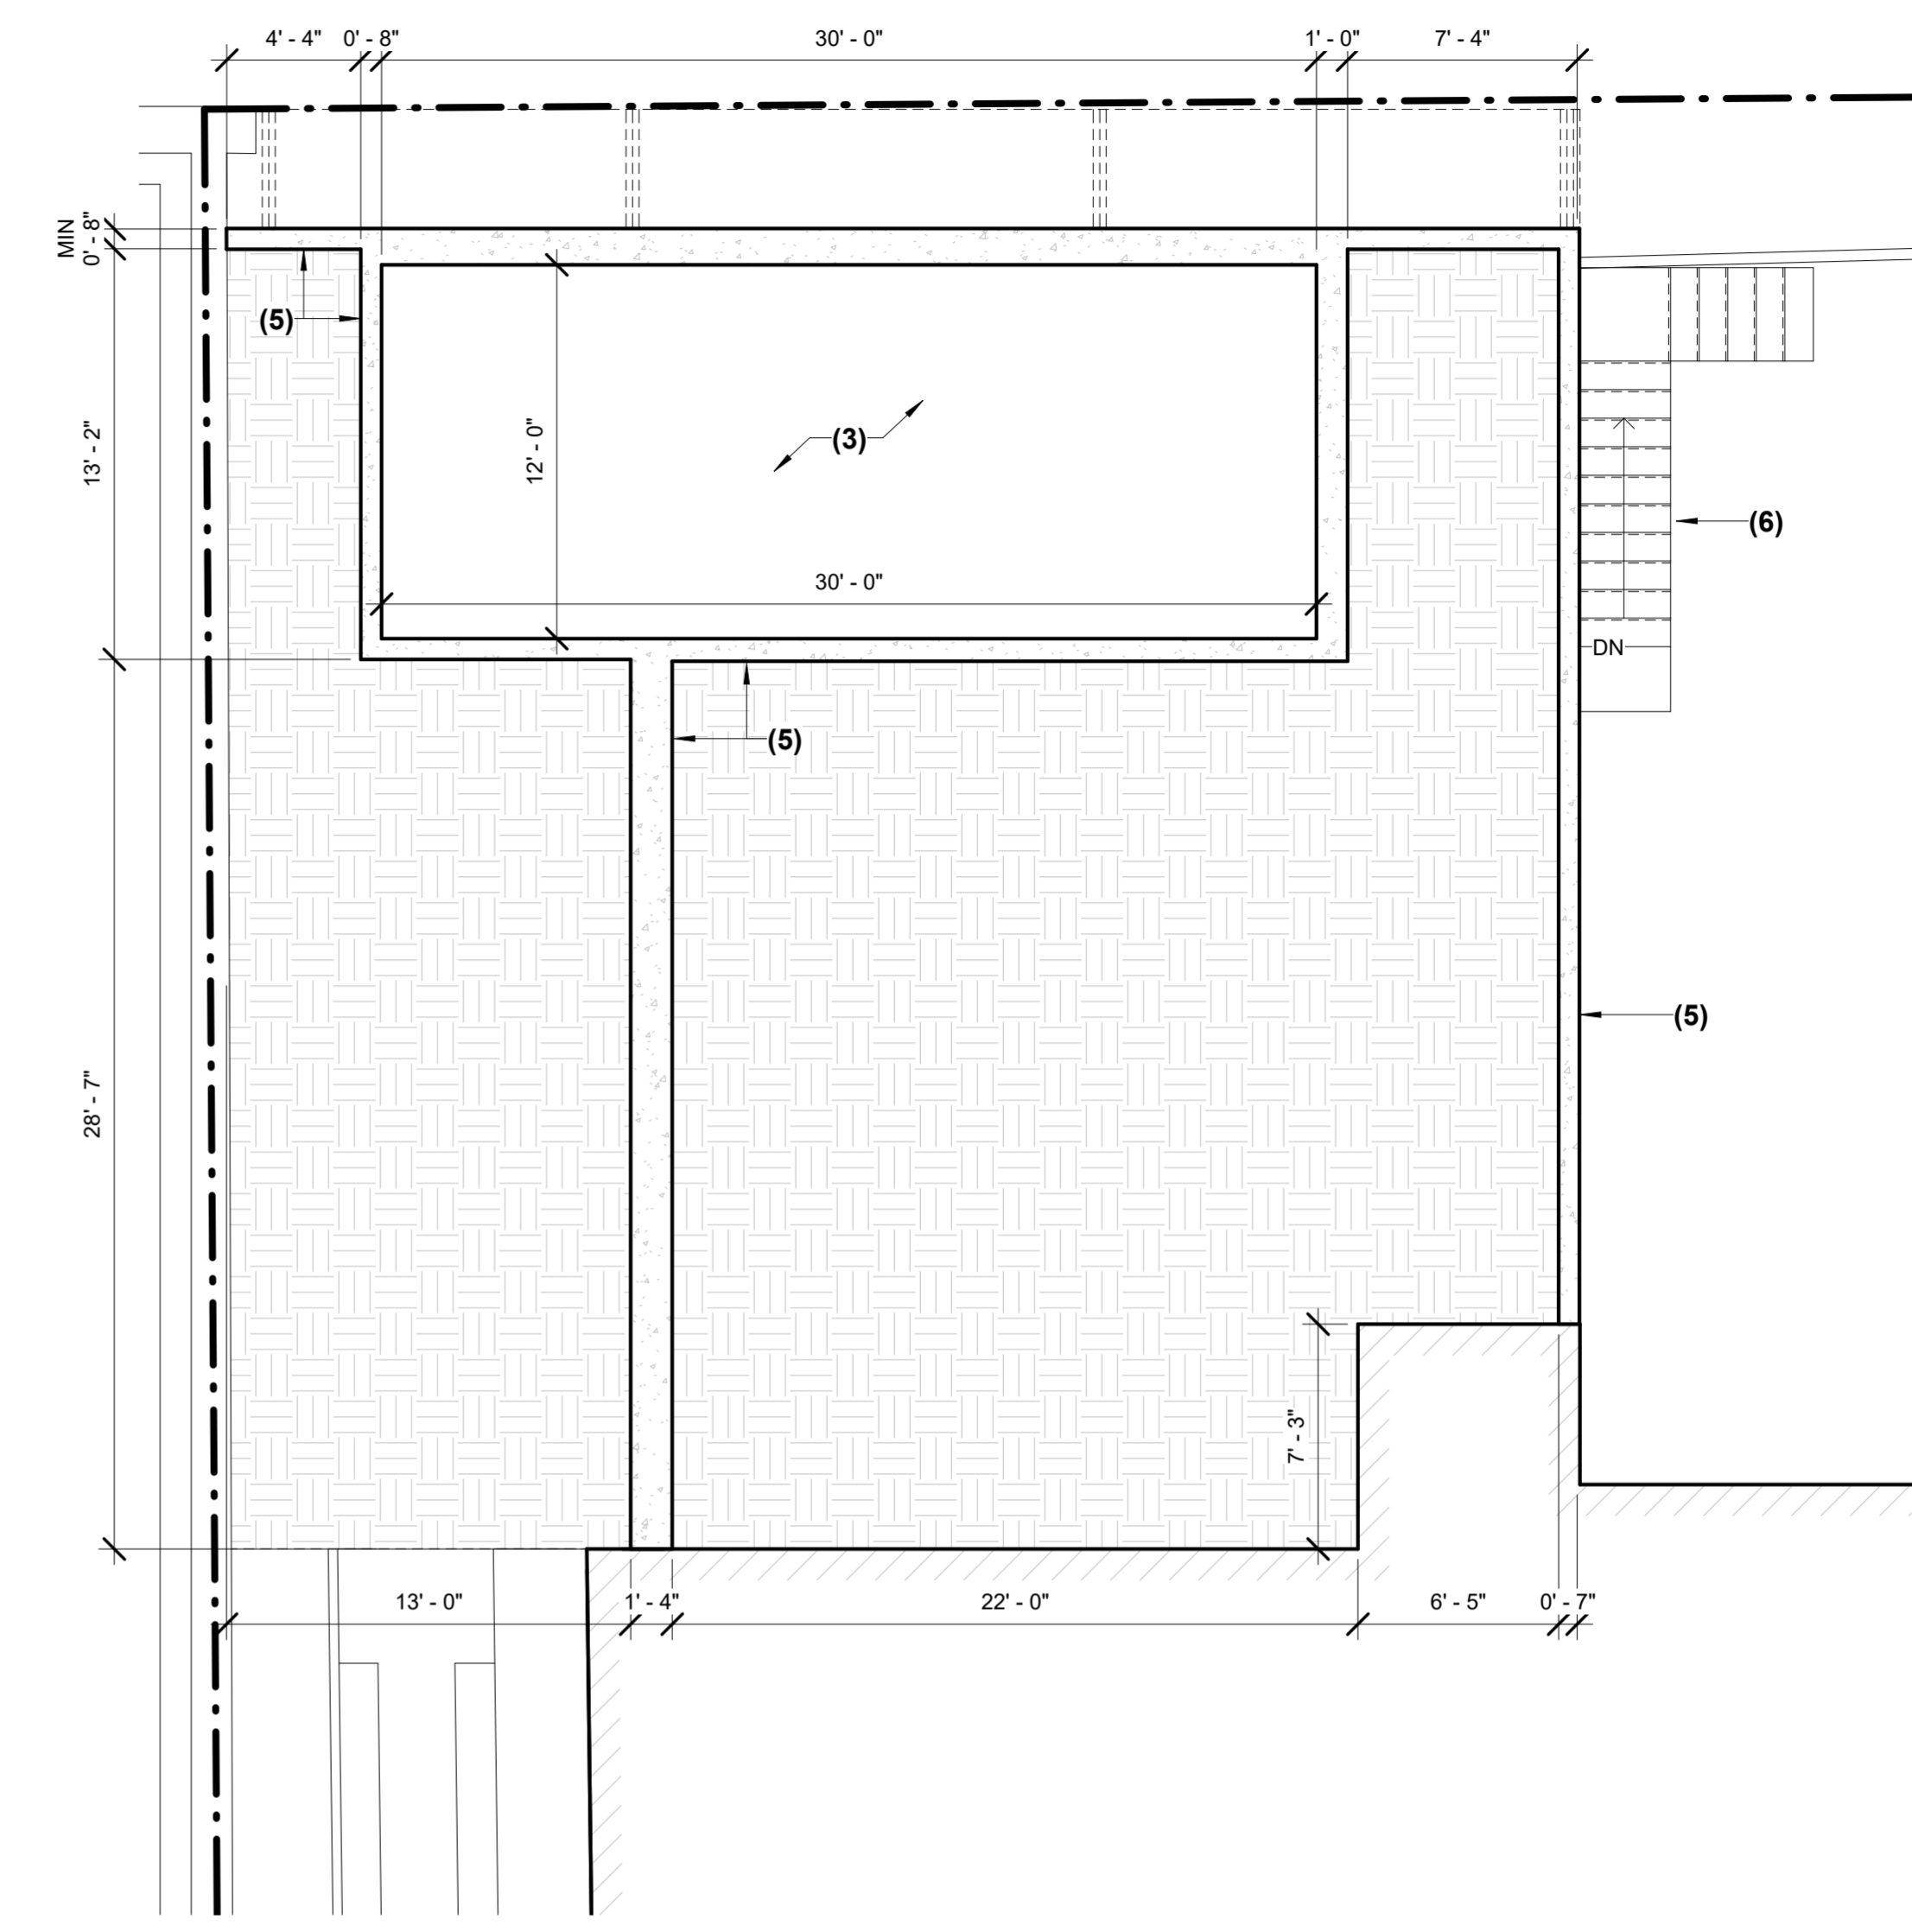 4' - 4" 0' - 8" 30' - 0" 1' - 0" 7' - 4"
MIN
0' - 8"
(5)
13' - 2"
12' - 0"
(3)
(6)
30' - 0"
DN
(5)
(5)
28' - 7"
7' - 3"
13' - 0" 1' - 4" 22' - 0" 6' - 5" 0' - 7"